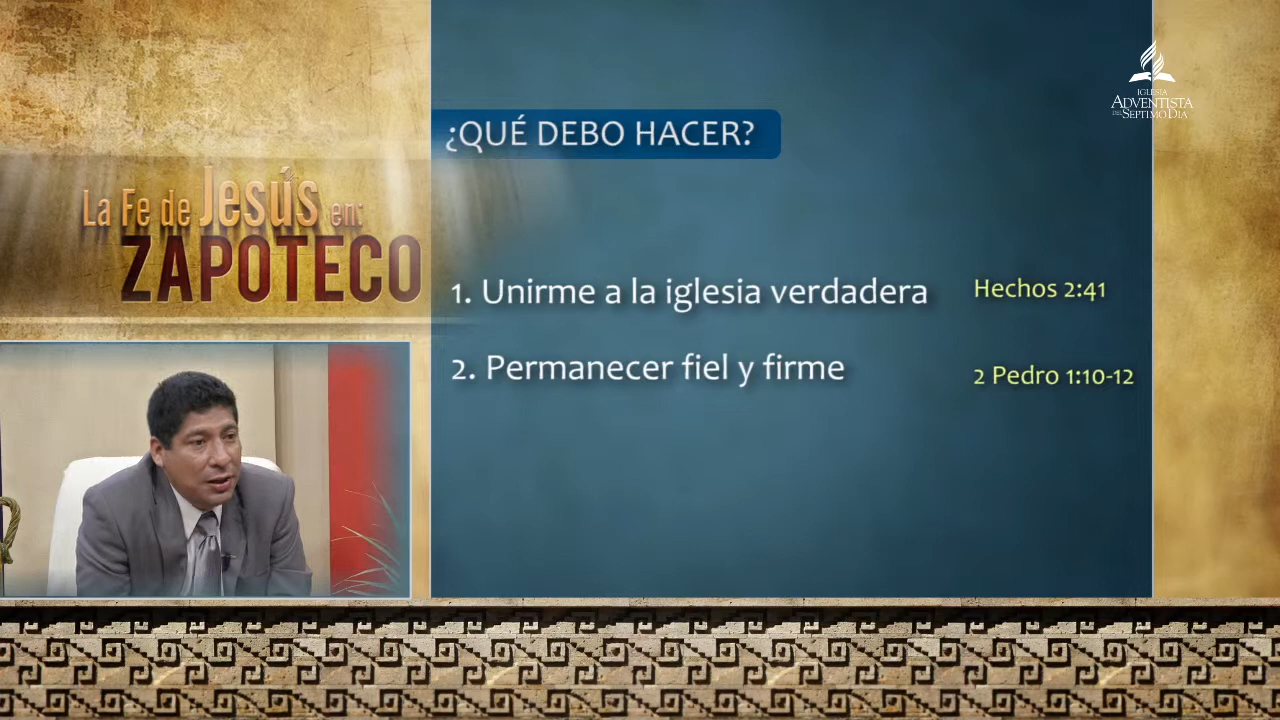 IGLESIA
ADVENTISTA
DEL SÉPTIMO DÍA
¿QUÉ DEBO HACER?
La Fe de Jesús en:
ZAPOTECO
1. Unirme a la iglesia verdadera
Hechos 2:41
2. Permanecer fiel y firme
2 Pedro 1:10-12